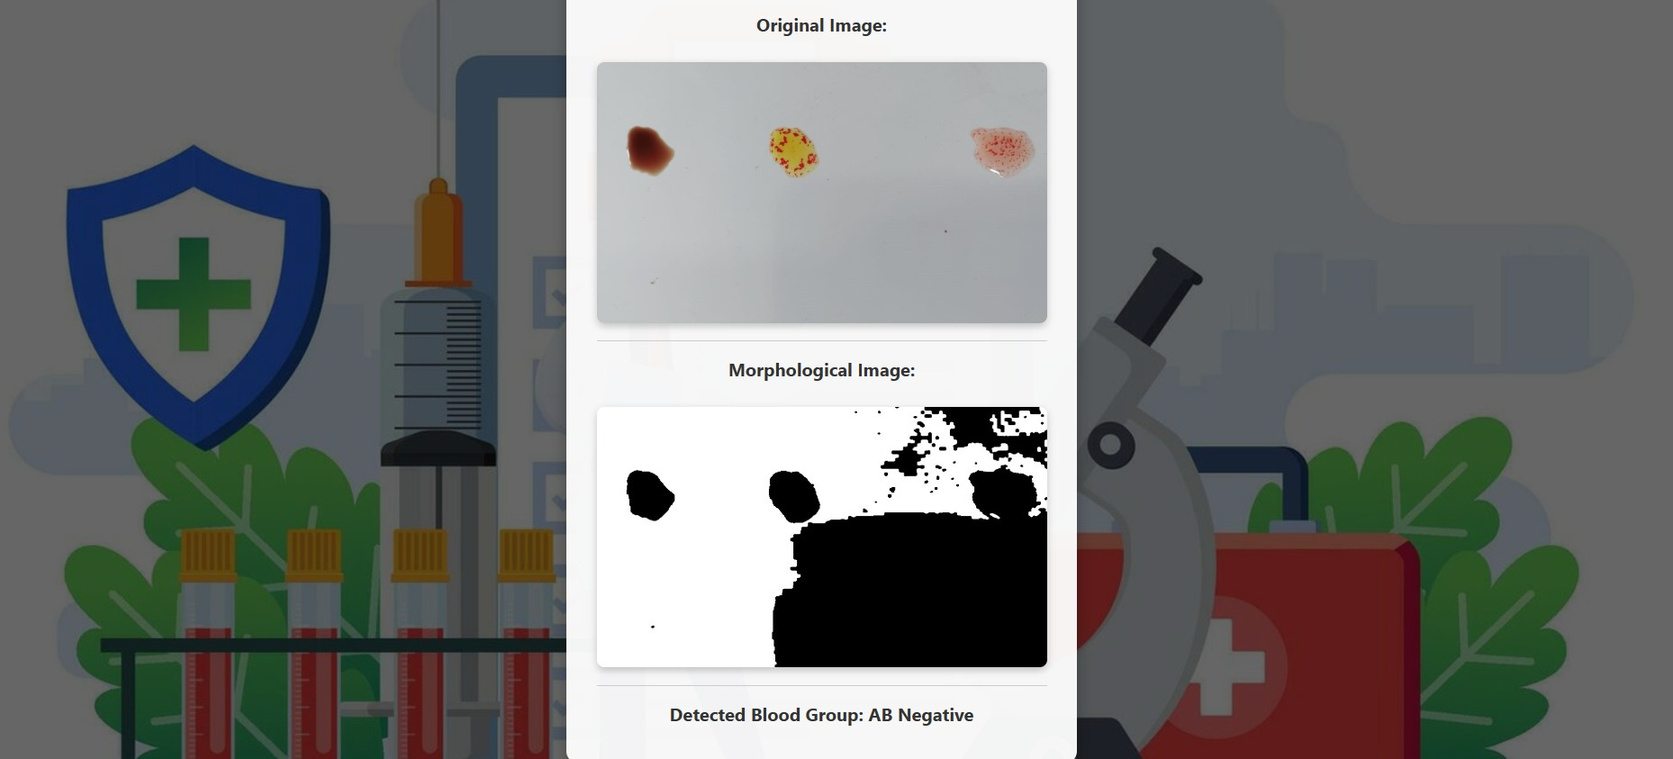 Original Image:
Morphological Image:
Detected Blood Group: AB Negative